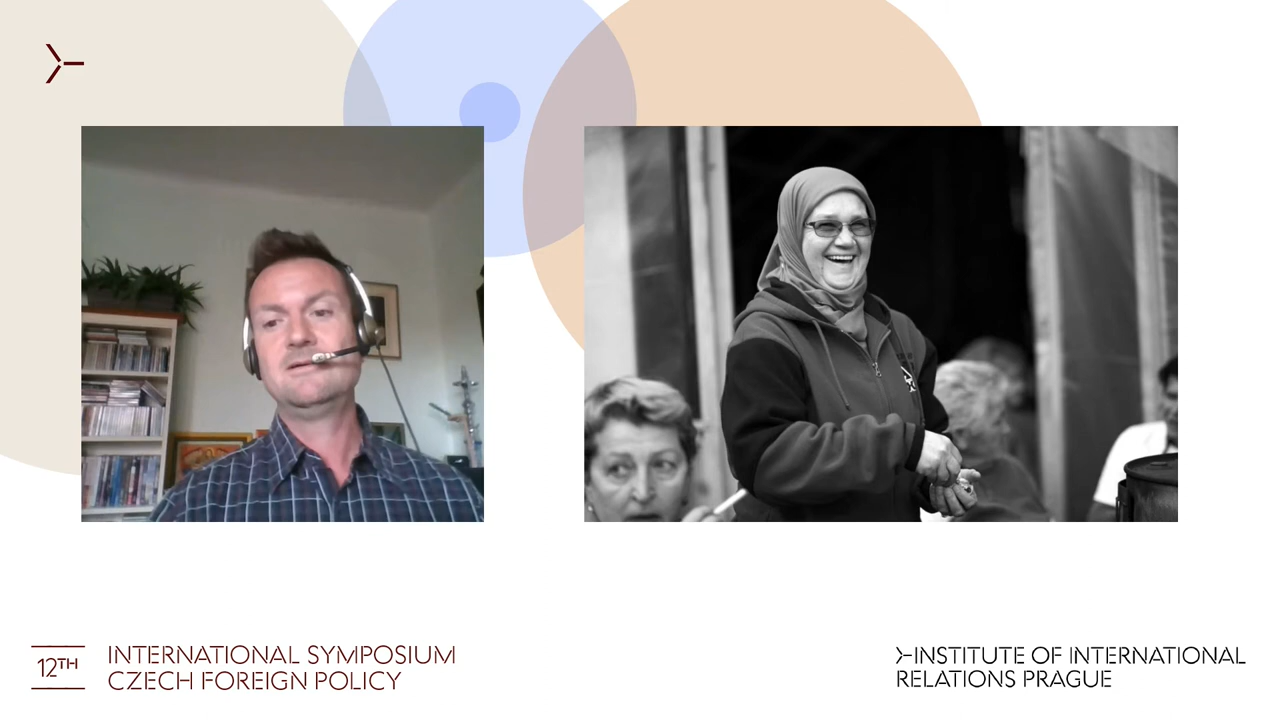 12TH
INTERNATIONAL SYMPOSIUM
CZECH FOREIGN POLICY
INSTITUTE OF INTERNATIONAL
RELATIONS PRAGUE